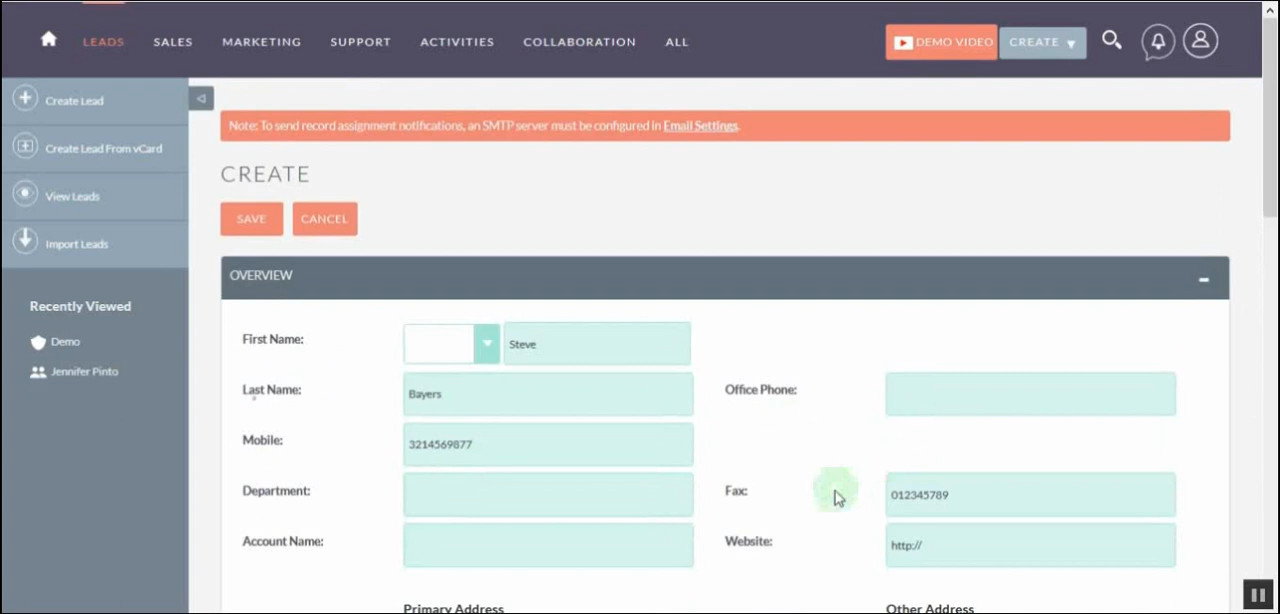 LEADS SALES MARKETING SUPPORT ACTIVITIES COLLABORATION ALL DEMO VIDEO CREATE
Create Lead
Create Lead From vCard
View Leads
Import Leads
Recently Viewed
Demo
Jennifer Pinto
Note: To send record assignment notifications, an SMTP server must be configured in Email Settings.
CREATE
SAVE CANCEL
OVERVIEW
First Name: Steve
Last Name: Bayers Office Phone:
Mobile: 3214569877
Department: Fax: 012345789
Account Name: Website: http://
Primary Address Other Address